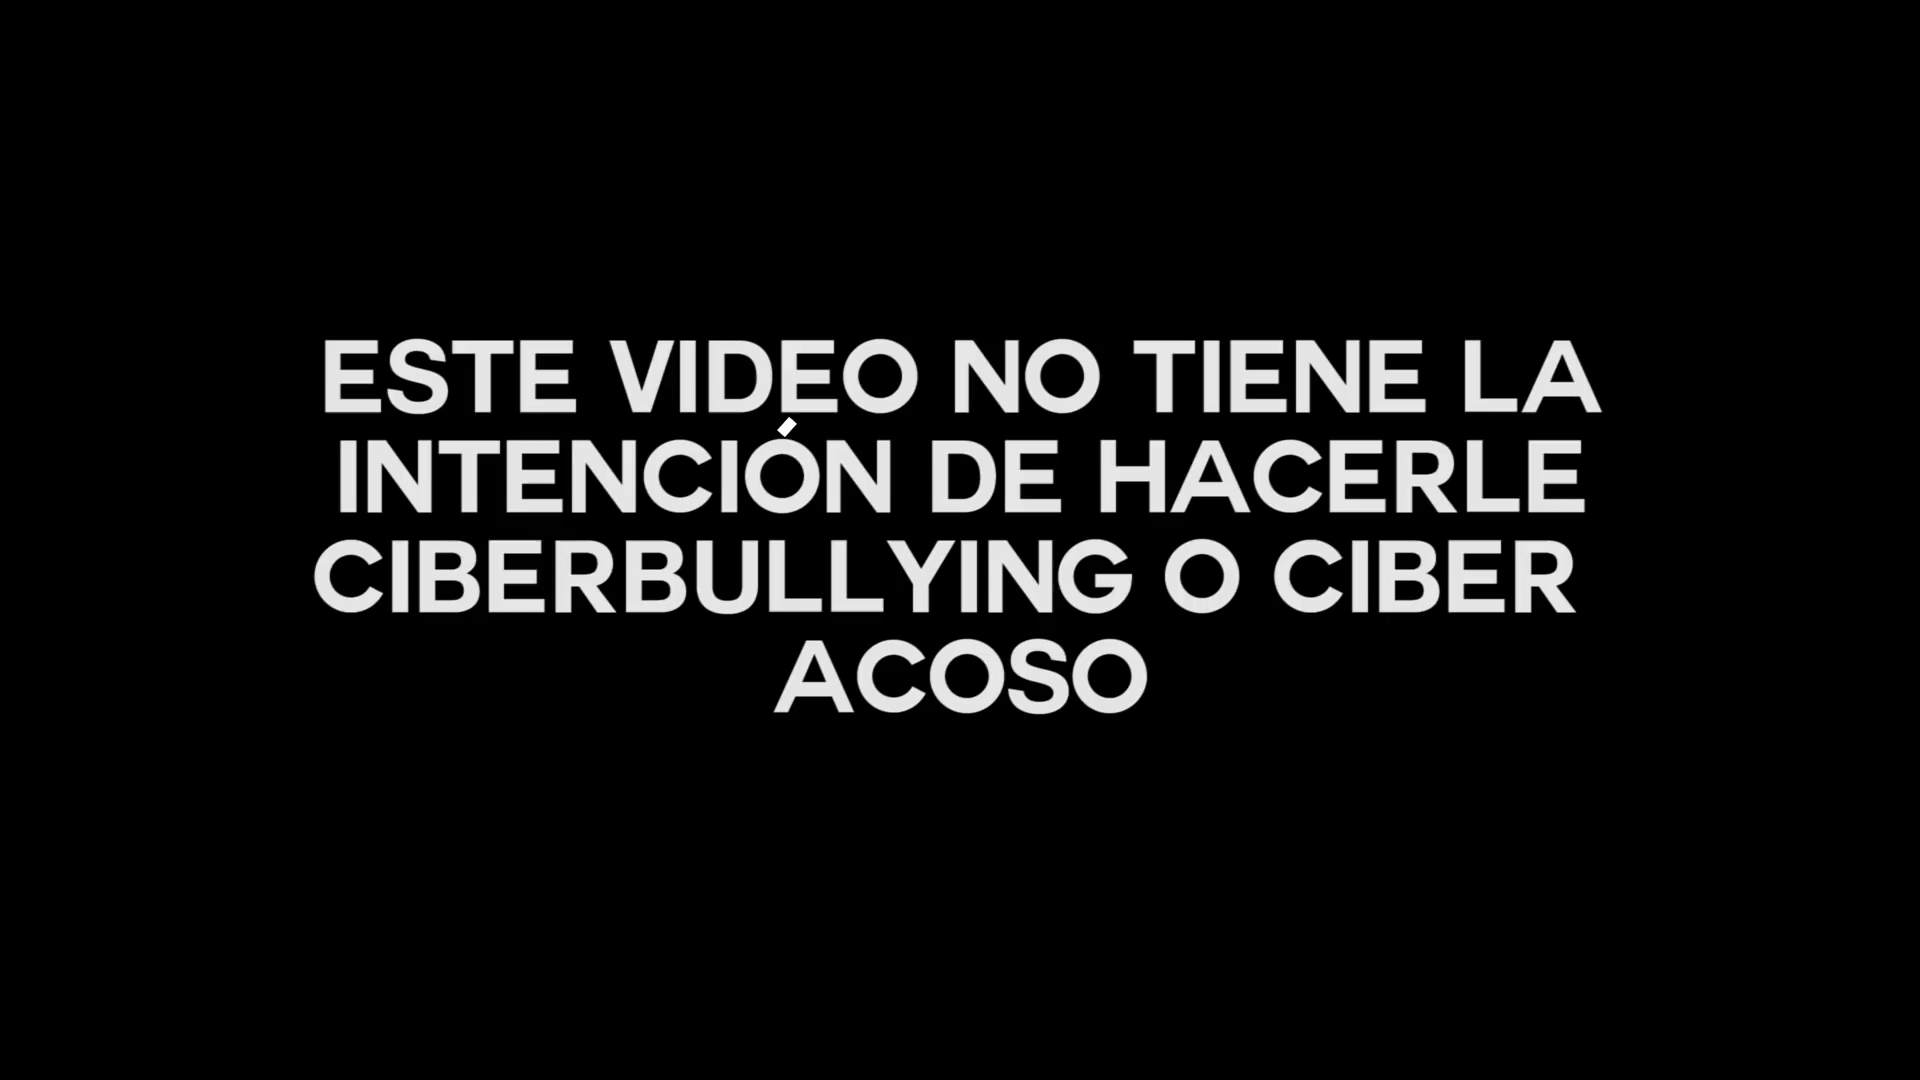 ESTE VIDEO NO TIENE LA
INTENCIÓN DE HACERLE
CIBERBULLYING O CIBER
ACOSO